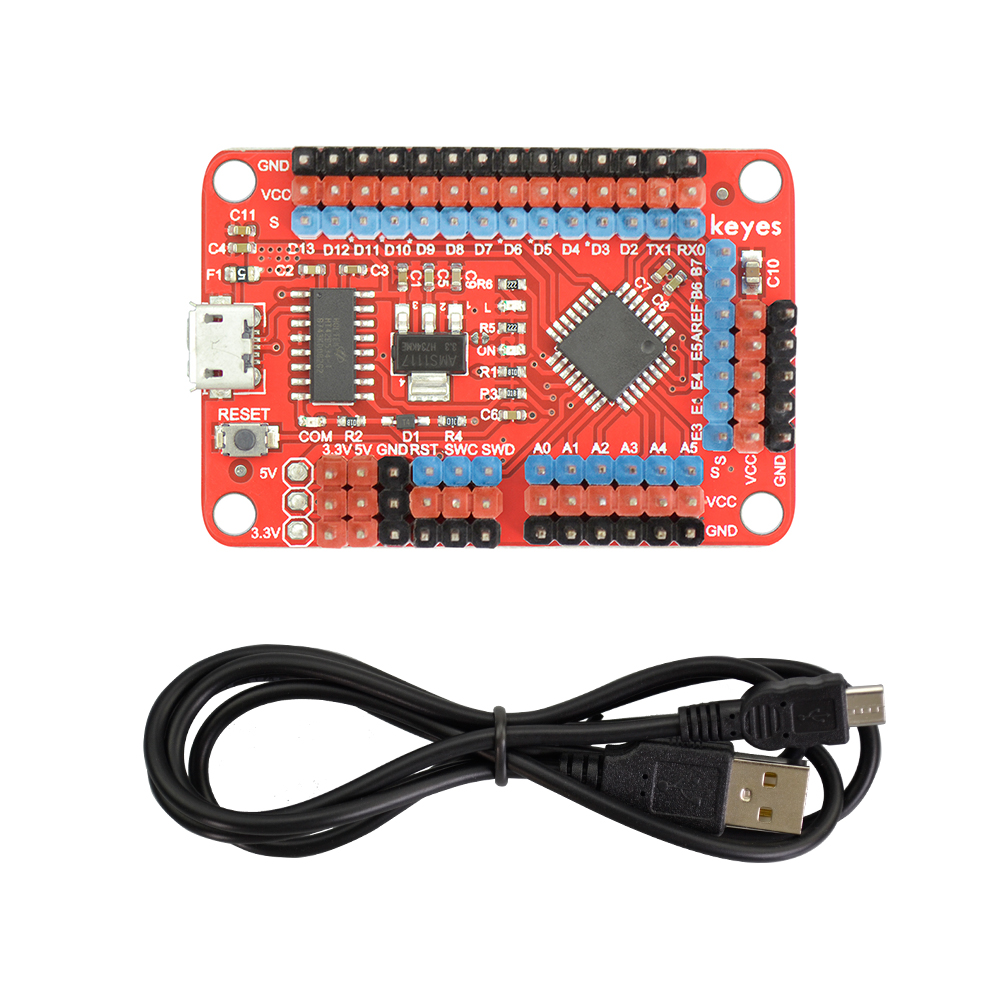 GND
VCC
S
C11
C4
F1
D13 D12 *D11 *D10 *D9 D8 D7 *D6 *D5 D4 *D3 D2 TX1 RX0
keyes
C2
C3
C1
C5
C9
R6
L
R5
ON
R1
P3
C6
3
2
1
AMS1117
4
C7
C8
C10
B7
B6
AREF
E5
E4
E3
S
VCC
GND
RESET
COM
R2
D1
R4
3.3V 5V GND RST SWC SWD
5V
3.3V
A0 A1 A2 A3 A4 A5
VCC
GND